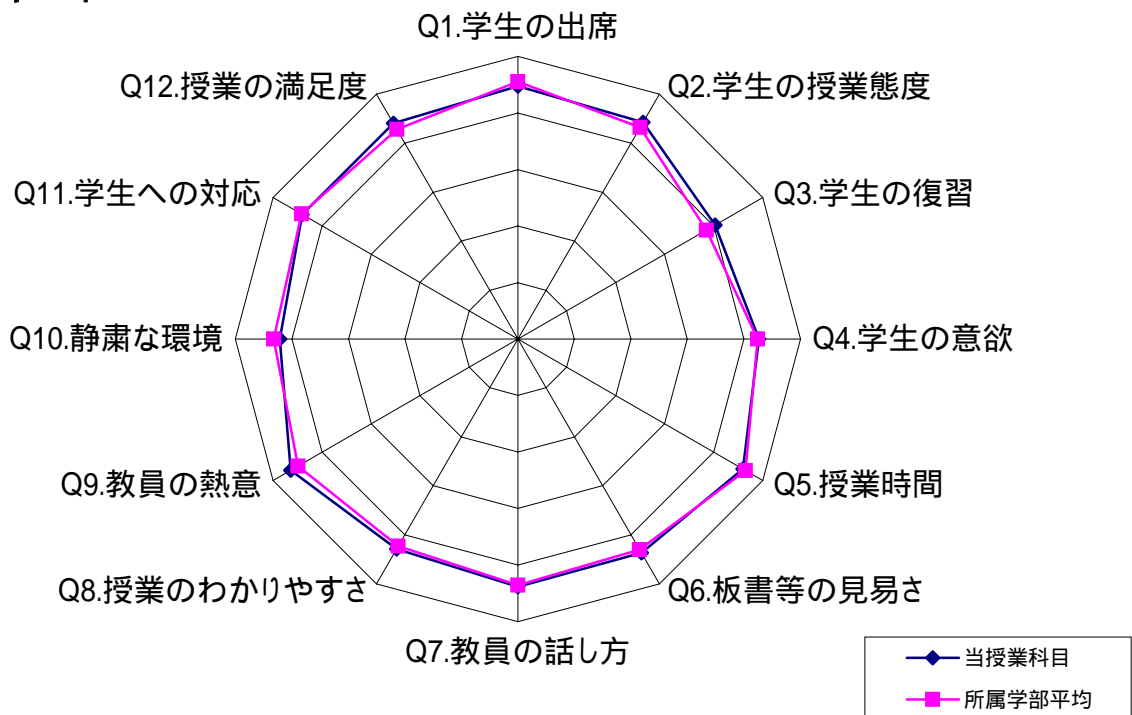 Q1.学生の出席
Q2.学生の授業態度
Q3.学生の復習
Q4.学生の意欲
Q5.授業時間
Q6.板書等の見易さ
Q7.教員の話し方
Q8.授業のわかりやすさ
Q9.教員の熱意
Q10.静粛な環境
Q11.学生への対応
Q12.授業の満足度
当授業科目
所属学部平均